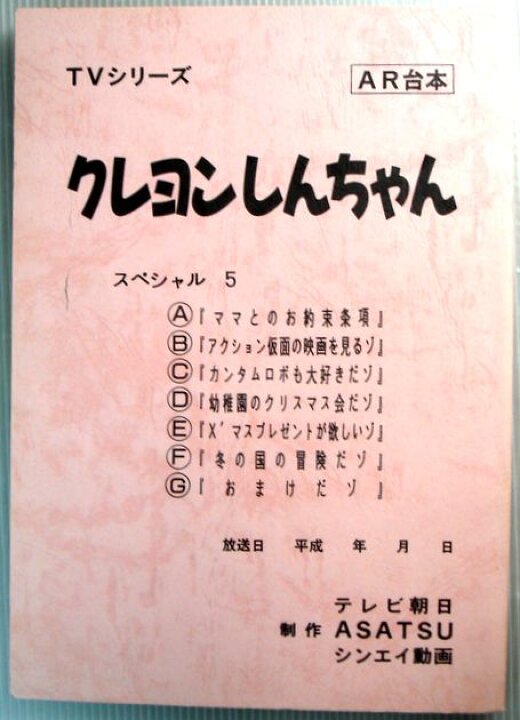 TVシリーズ
AR台本
クレヨンしんちゃん
スペシャル 5
Ⓐ『ママとのお約束条項』
Ⓑ『アクション仮面の映画を見るゾ』
Ⓒ『カンタムロボも大好きだゾ』
Ⓓ『幼稚園のクリスマス会だゾ』
Ⓔ『X’マスプレゼントが欲しいゾ』
Ⓕ『冬の国の冒険だゾ』
Ⓖ『おまけだゾ』
放送日 平成 年 月 日
テレビ朝日
制作 ASATSU
シンエイ動画